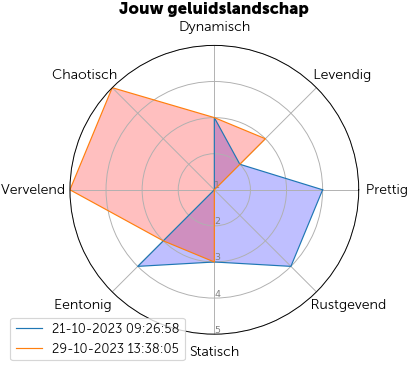 Jouw geluidslandschap
Dynamisch
Chaotisch
Levendig
Vervelend
Prettig
1
2
3
4
5
Eentonig
Rustgevend
Statisch
21-10-2023 09:26:58
29-10-2023 13:38:05